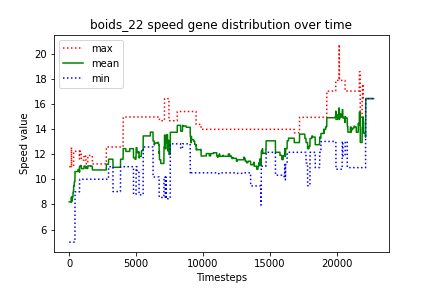 boids_22 speed gene distribution over time
max
mean
min
Speed value
20
18
16
14
12
10
8
6
0
5000
10000
15000
20000
Timesteps